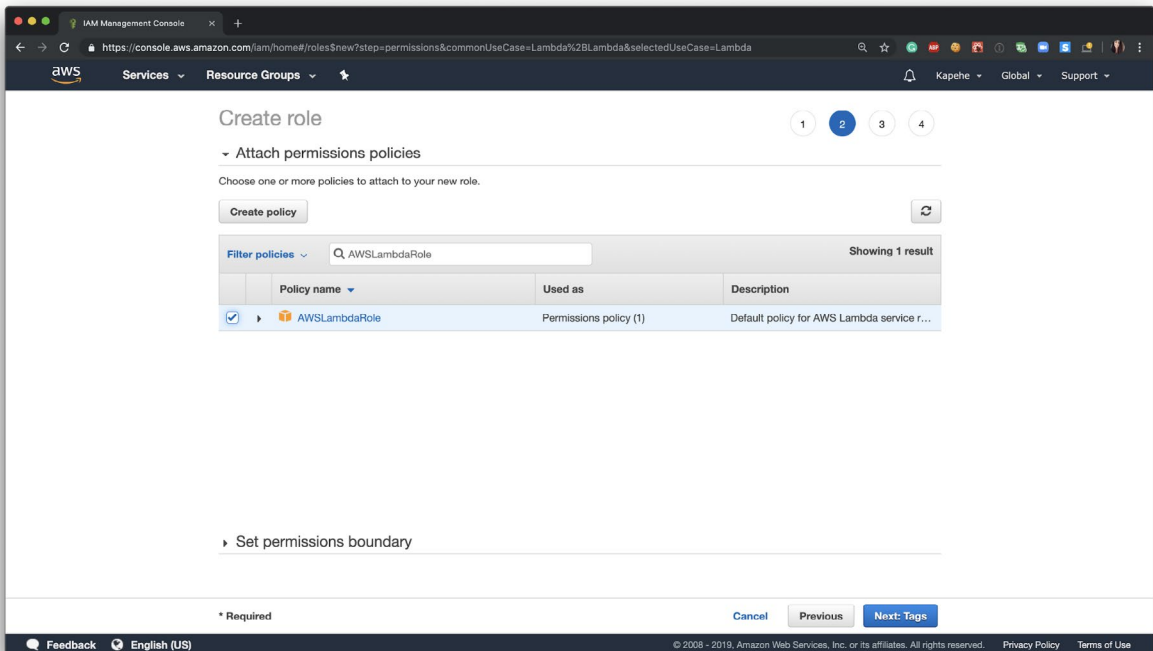 IAM Management Console
https://console.aws.amazon.com/iam/home#/roles$new?step=permissions&commonUseCase=Lambda%2BLambda&selectedUseCase=Lambda
aws Services Resource Groups Kapehe Global Support
Create role 1 2 3 4
Attach permissions policies
Choose one or more policies to attach to your new role.
Create policy
Filter policies AWSLambdaRole Showing 1 result
Policy name Used as Description
AWSLambdaRole Permissions policy (1) Default policy for AWS Lambda service r...
Set permissions boundary
* Required Cancel Previous Next: Tags
Feedback English (US) © 2008 - 2019, Amazon Web Services, Inc. or its affiliates. All rights reserved. Privacy Policy Terms of Use